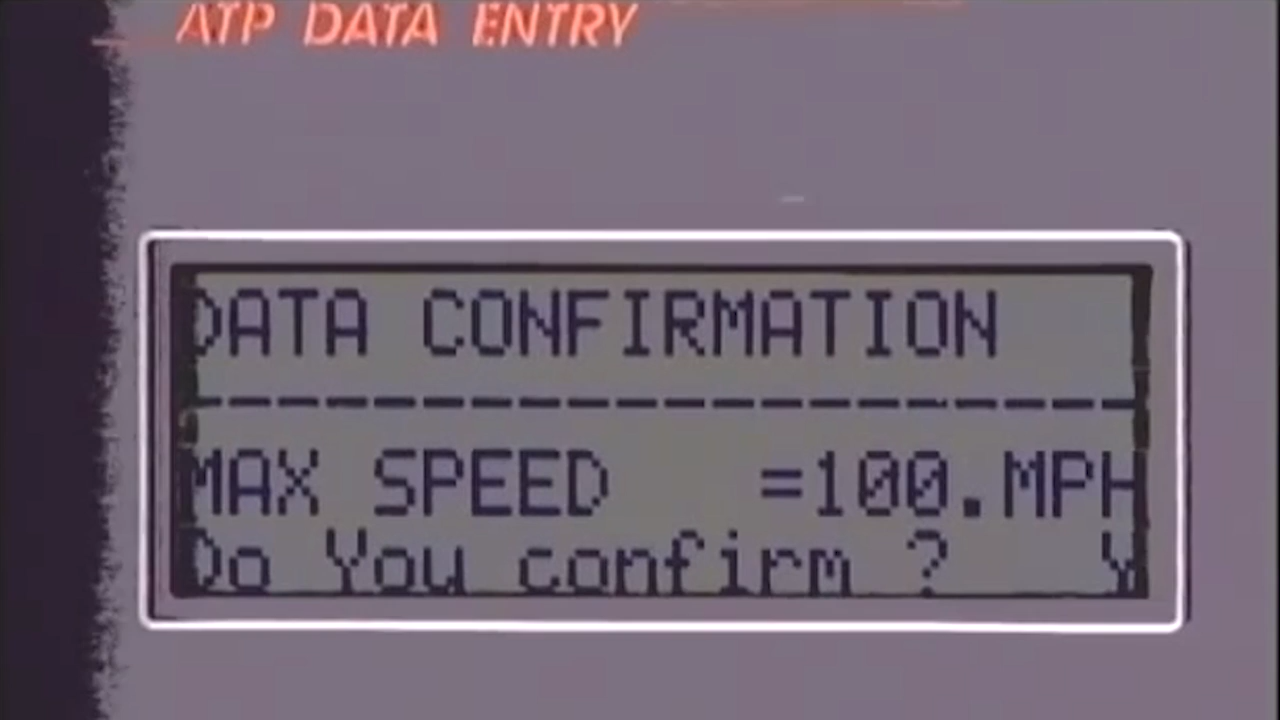 ATP DATA ENTRY
DATA CONFIRMATION
--------------------
MAX SPEED   =100.MPH
Do You confirm ?   Y